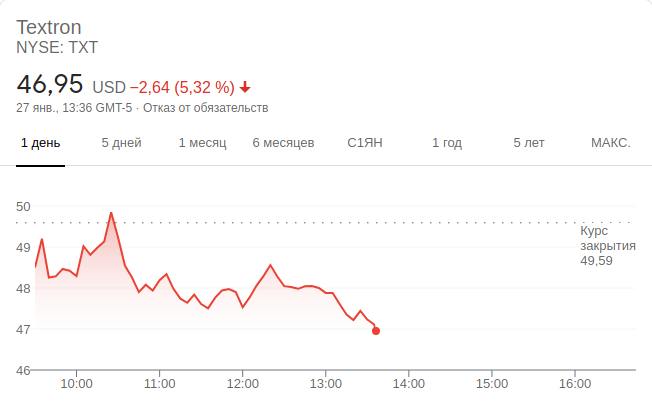 Textron
NYSE: TXT
46,95 USD −2,64 (5,32 %)
27 янв., 13:36 GMT-5 · Отказ от обязательств
1 день 5 дней 1 месяц 6 месяцев С1ЯН 1 год 5 лет МАКС.
50
Курс
закрытия
49,59
49
48
47
46
10:00 11:00 12:00 13:00 14:00 15:00 16:00